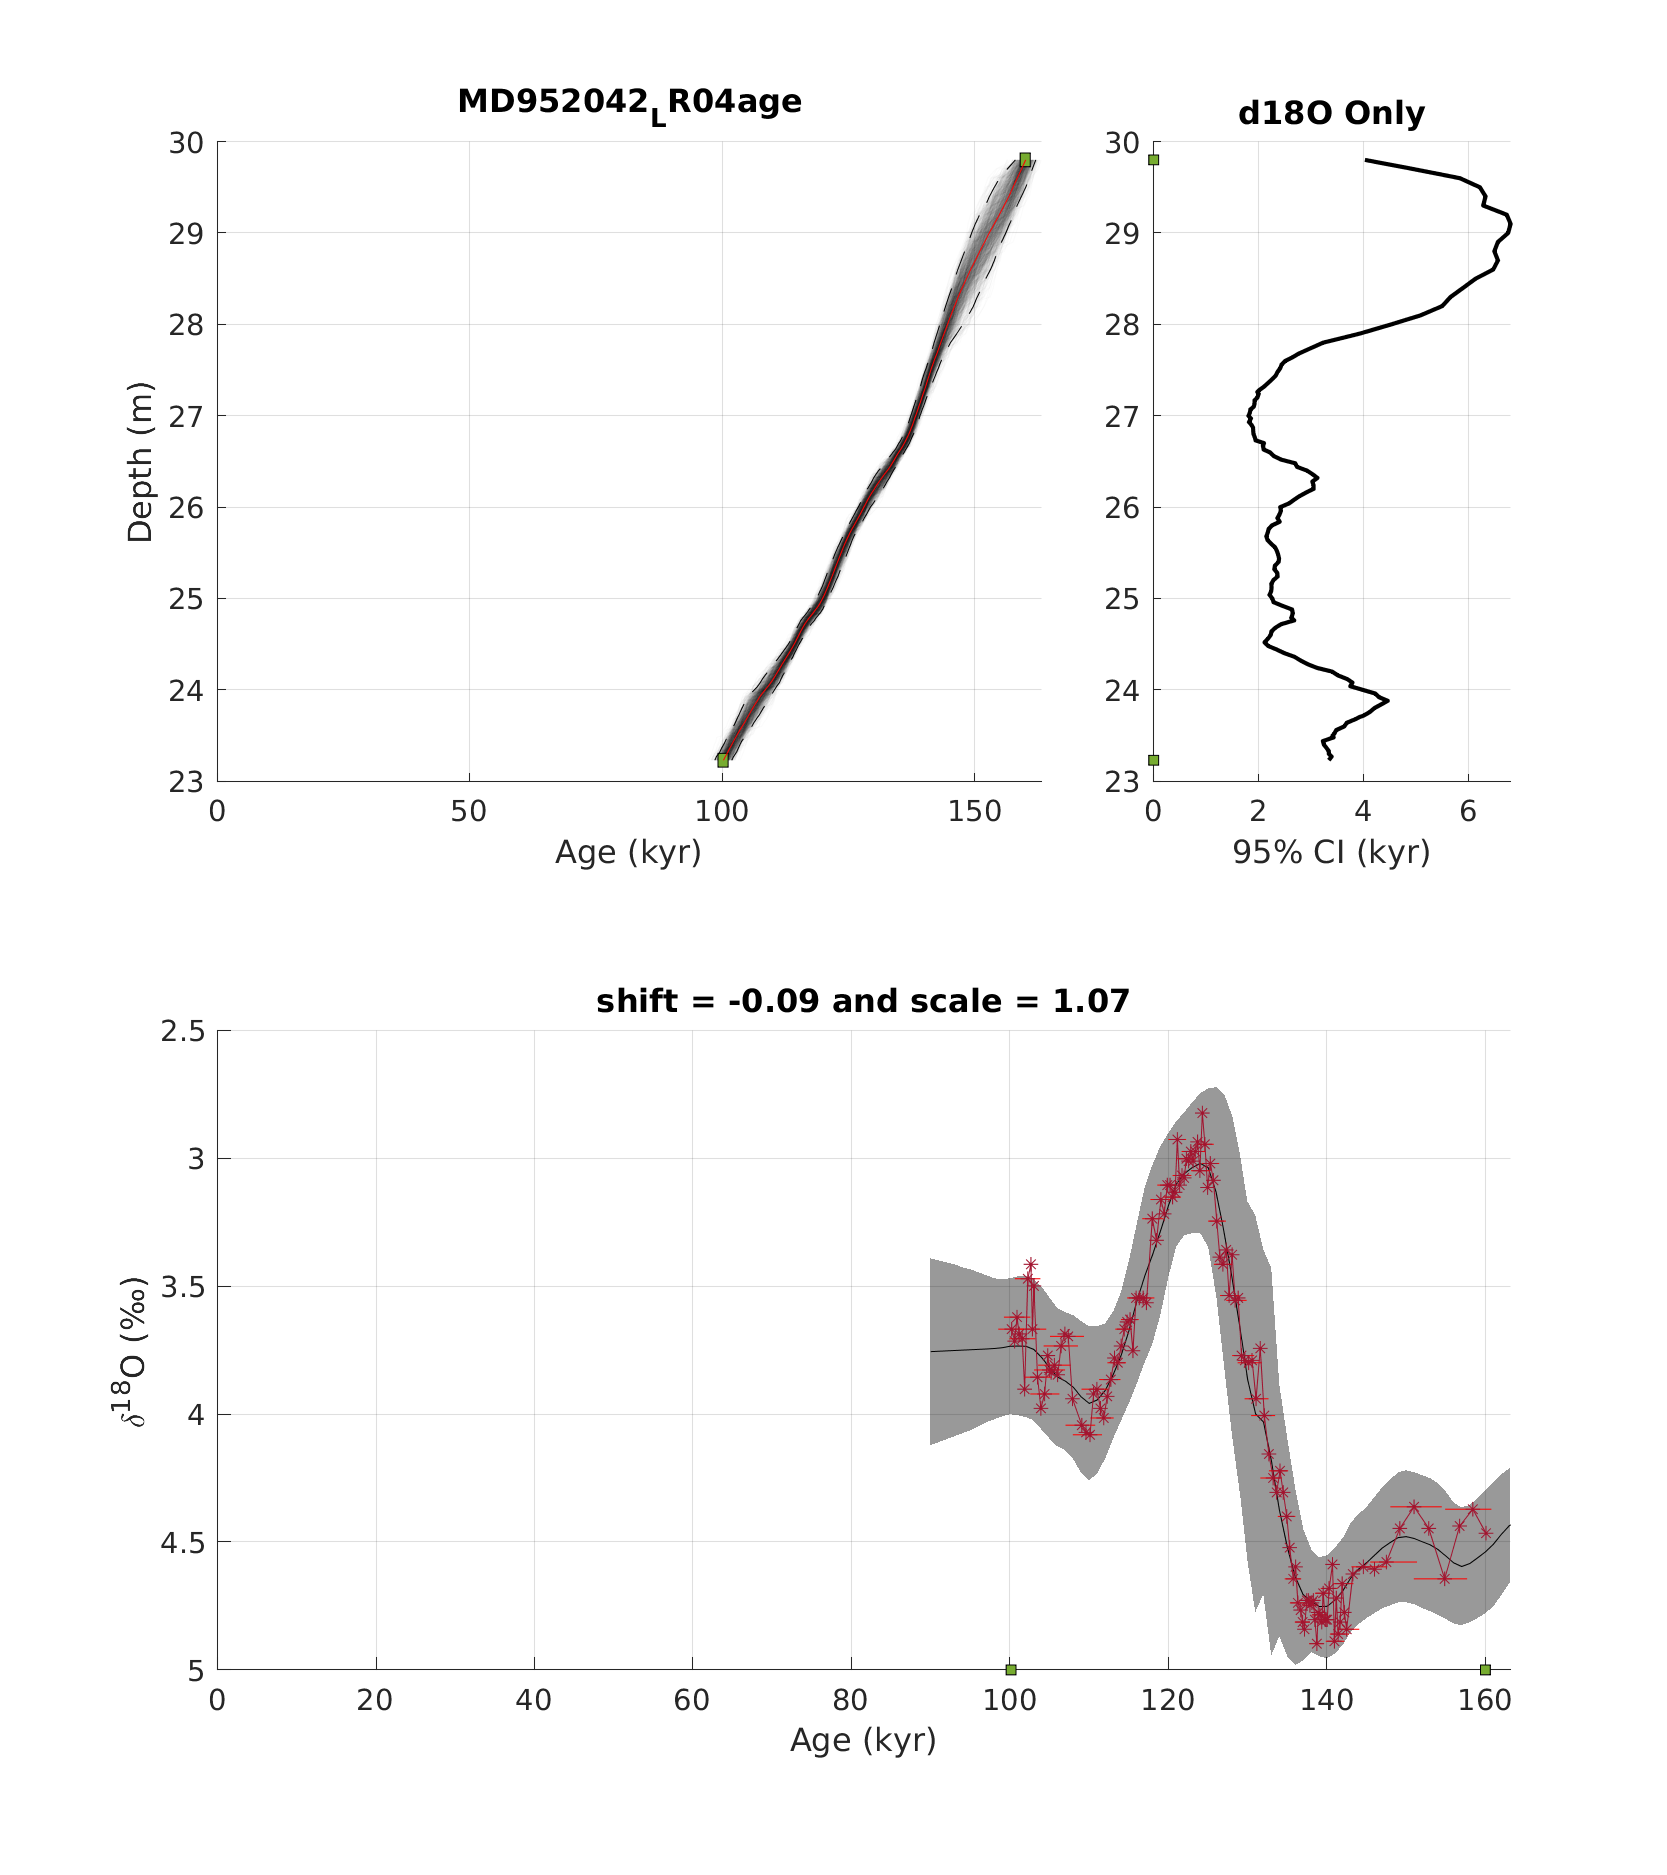 MD952042LR04age
d18O Only
30
29
28
27
26
25
24
23
Depth (m)
0 50 100 150
Age (kyr)
30
29
28
27
26
25
24
23
0 2 4 6
95% CI (kyr)
shift = -0.09 and scale = 1.07
2.5
3
3.5
4
4.5
5
δ18O (‰)
0 20 40 60 80 100 120 140 160
Age (kyr)